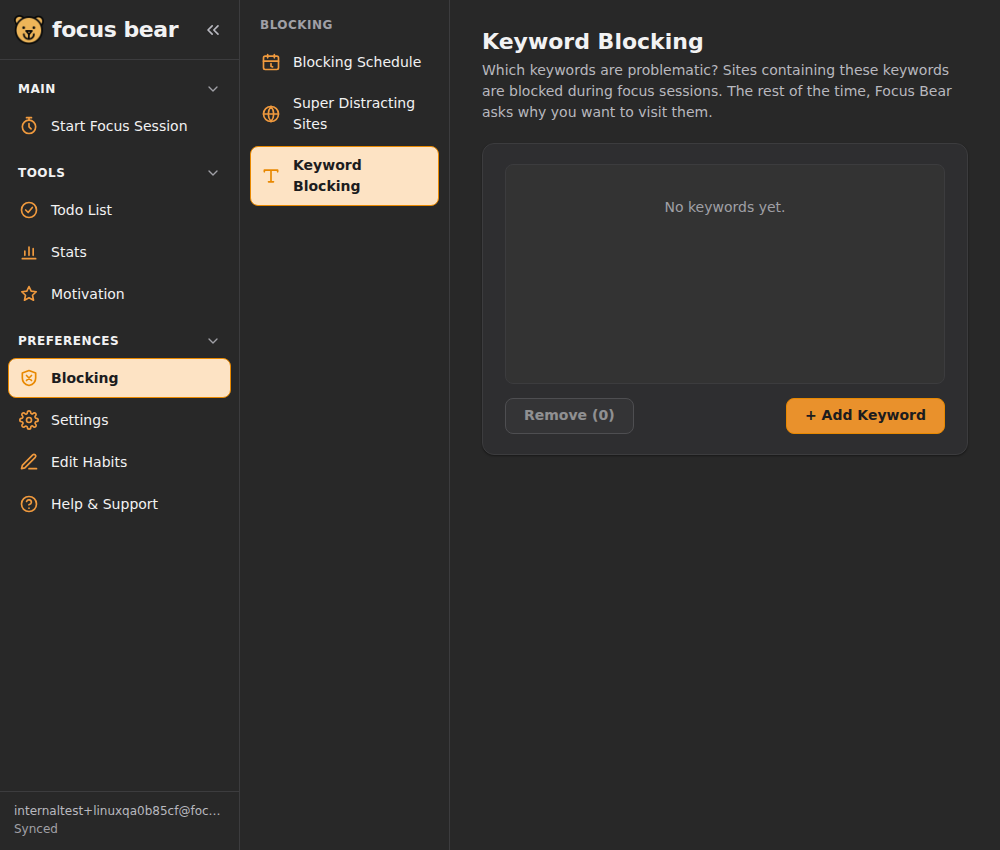 focus bear
MAIN
Start Focus Session
TOOLS
Todo List
Stats
Motivation
PREFERENCES
Blocking
Settings
Edit Habits
Help & Support
internaltest+linuxqa0b85cf@foc...
Synced
BLOCKING
Blocking Schedule
Super Distracting
Sites
Keyword
Blocking
Keyword Blocking
Which keywords are problematic? Sites containing these keywords
are blocked during focus sessions. The rest of the time, Focus Bear
asks why you want to visit them.
No keywords yet.
Remove (0)
+ Add Keyword